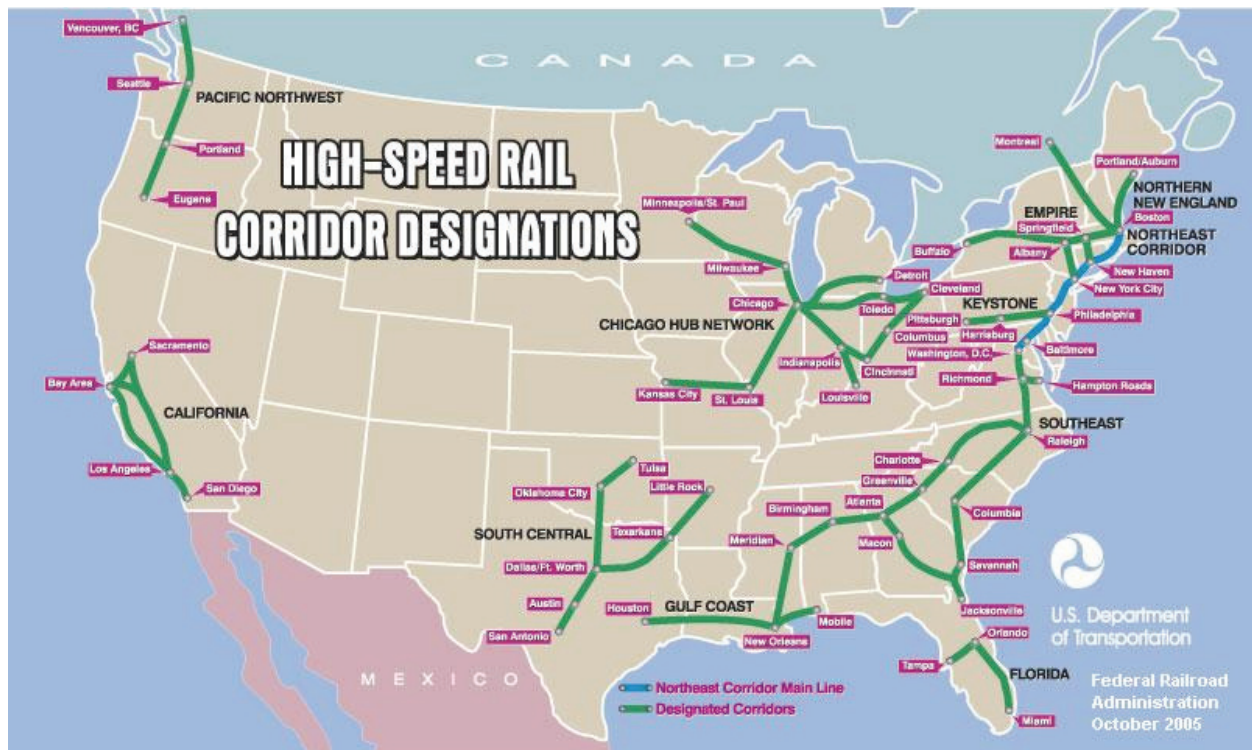 Vancouver, BC
CANADA
Seattle
PACIFIC NORTHWEST
Portland
Eugene
HIGH-SPEED RAIL
CORRIDOR DESIGNATIONS
Montreal
Portland/Auburn
NORTHERN
NEW ENGLAND
Boston
EMPIRE
Springfield
NORTHEAST
CORRIDOR
Buffalo
Albany
New Haven
New York City
Minneapolis/St. Paul
Milwaukee
Detroit
Cleveland
Chicago
Toledo
CHICAGO HUB NETWORK
KEYSTONE
Pittsburgh
Harrisburg
Philadelphia
Columbus
Washington, D.C.
Baltimore
Indianapolis
Cincinnati
Richmond
Hampton Roads
Kansas City
St. Louis
Louisville
Sacramento
Bay Area
CALIFORNIA
Los Angeles
San Diego
SOUTHEAST
Raleigh
Charlotte
Greenville
Tulsa
Oklahoma City
Little Rock
Atlanta
Birmingham
Columbia
SOUTH CENTRAL
Texarkana
Meridian
Macon
Dallas/Ft. Worth
Savannah
Austin
Houston
GULF COAST
Mobile
Jacksonville
San Antonio
New Orleans
Orlando
Tampa
FLORIDA
Miami
MEXICO
Northeast Corridor Main Line
Designated Corridors
U.S. Department
of Transportation
Federal Railroad
Administration
October 2005